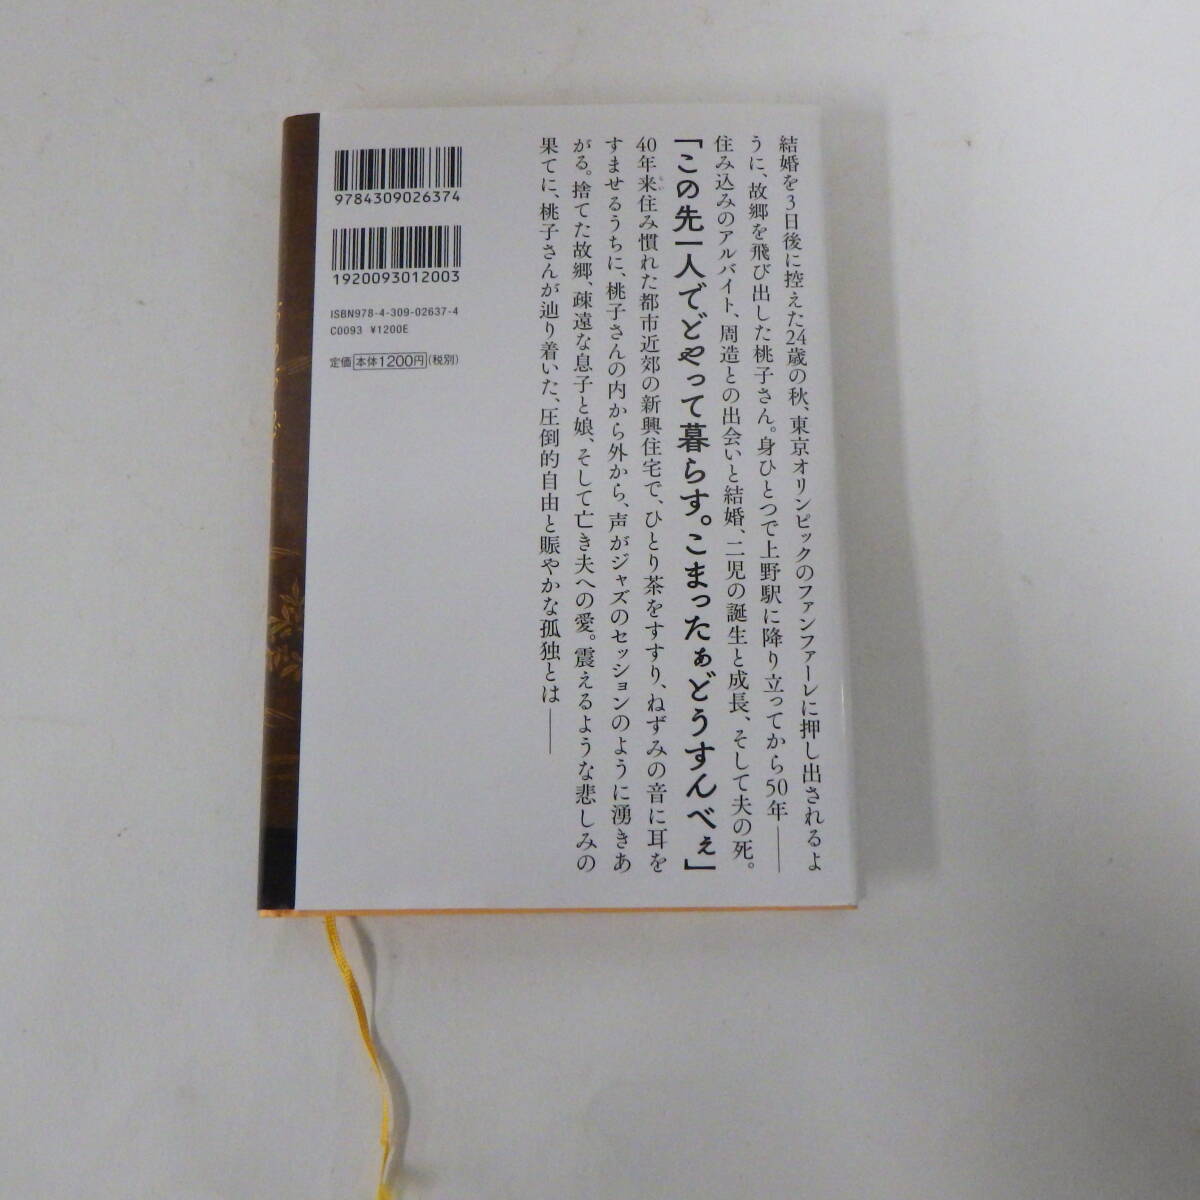 結婚を3日後に控えた24歳の秋、東京オリンピックのファンファーレに押し出されるよ
うに、故郷を飛び出した桃子さん。身ひとつで上野駅に降り立ってから50年――
住み込みのアルバイト、周造との出会いと結婚、二児の誕生と成長、そして夫の死。
「この先一人でどやって暮らす。こまったぁどうすんべぇ」
40年来住み慣れた都市近郊の新興住宅で、ひとり茶をすすり、ねずみの音に耳を
すませるうちに、桃子さんの内から外から、声がジャズのセッションのように湧きあ
がる。捨てた故郷、疎遠な息子と娘、そして亡き夫への愛。震えるような悲しみの
果てに、桃子さんが辿り着いた、圧倒的自由と賑やかな孤独とは――
9784309026374
1920093012003
ISBN978-4-309-02637-4
C0093 ¥1200E
定価 本体1200円(税別)